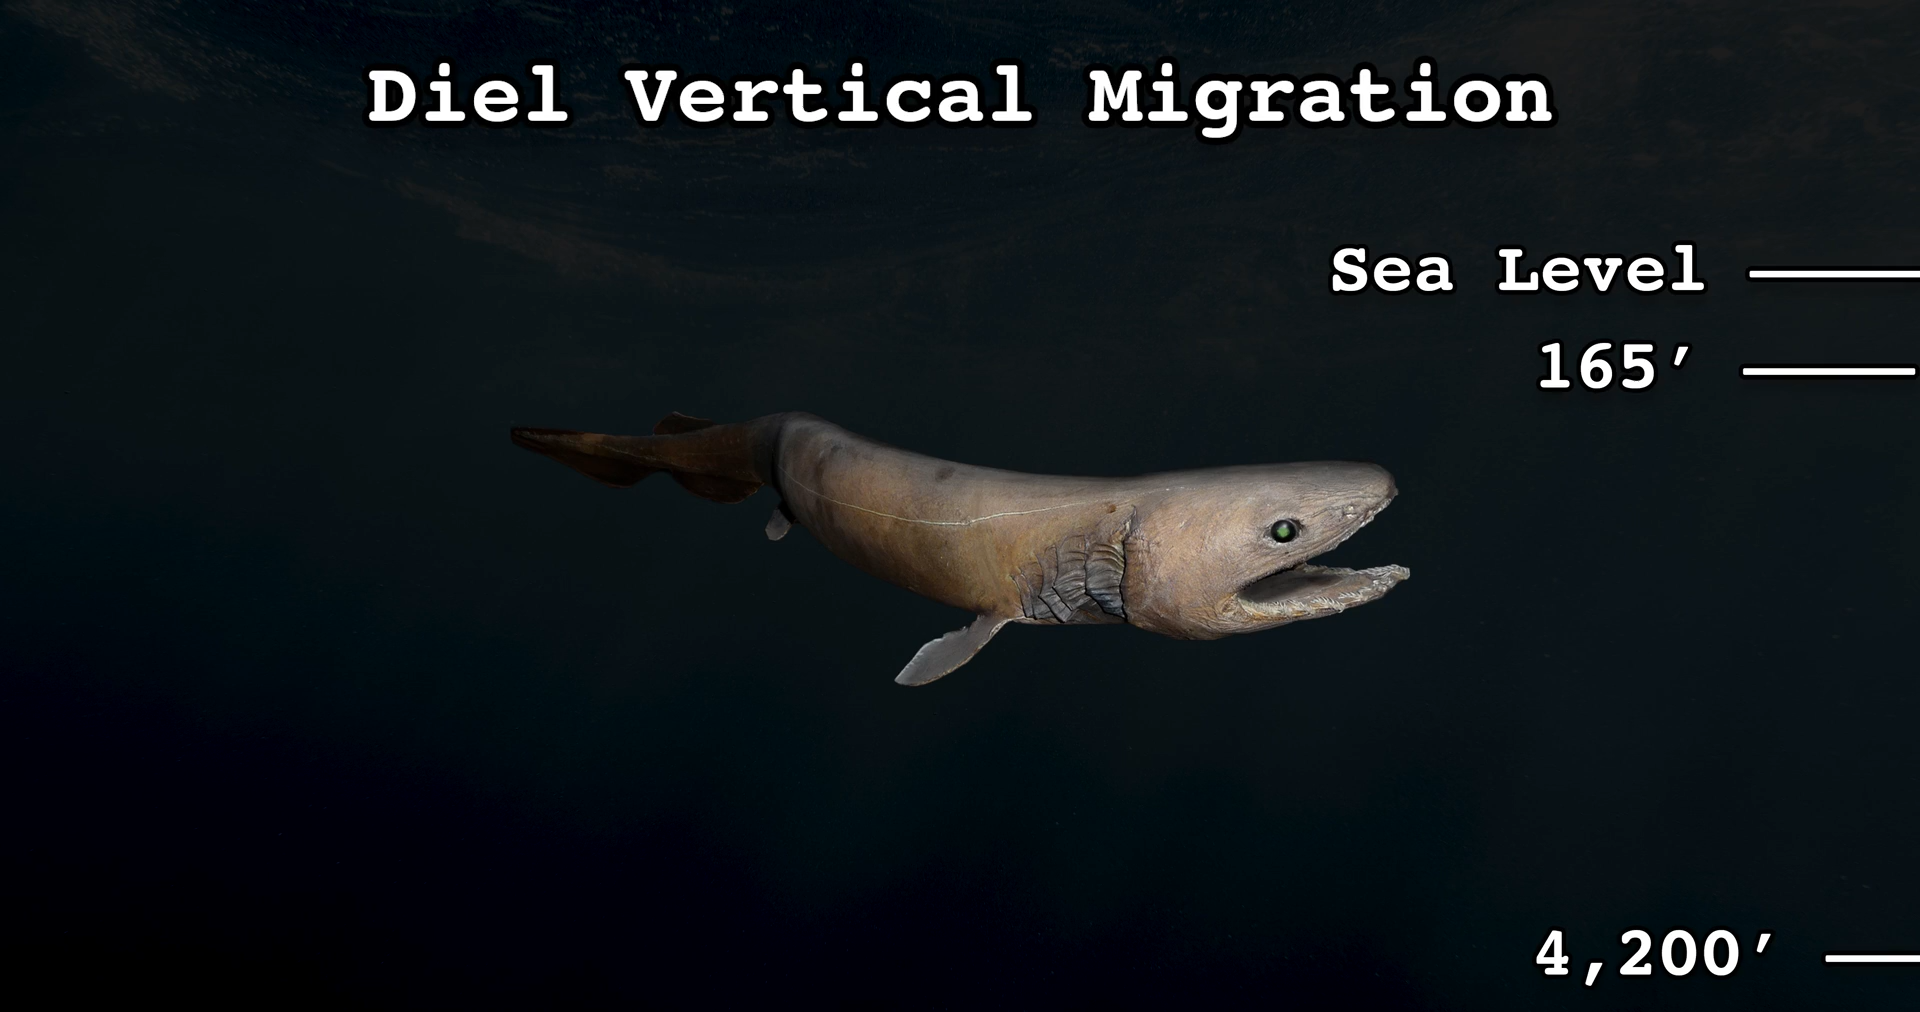 Diel Vertical Migration
Sea Level
165′
4,200′